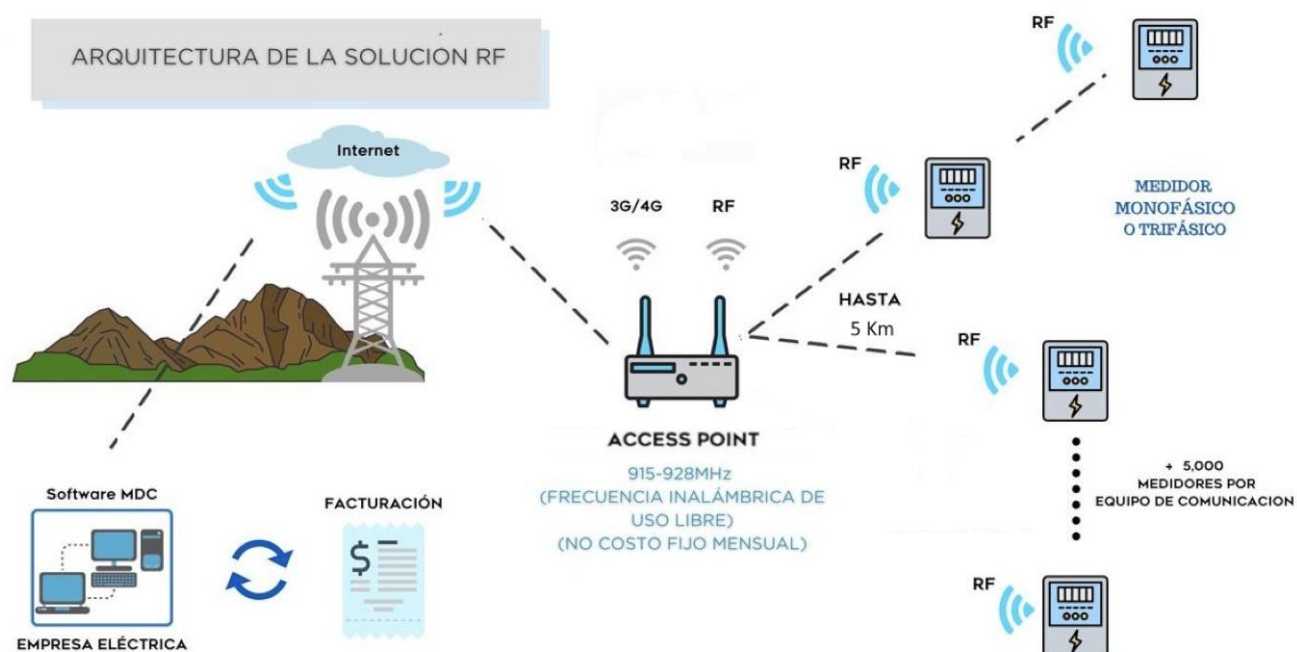 ARQUITECTURA DE LA SOLUCION RF
Internet
3G/4G
RF
RF
RF
MEDIDOR
MONOFÁSICO
O TRIFÁSICO
HASTA
5 Km
RF
ACCESS POINT
915-928MHz
(FRECUENCIA INALÁMBRICA DE
USO LIBRE)
(NO COSTO FIJO MENSUAL)
+ 5,000
MEDIDORES POR
EQUIPO DE COMUNICACION
RF
Software MDC
FACTURACIÓN
$
EMPRESA ELÉCTRICA